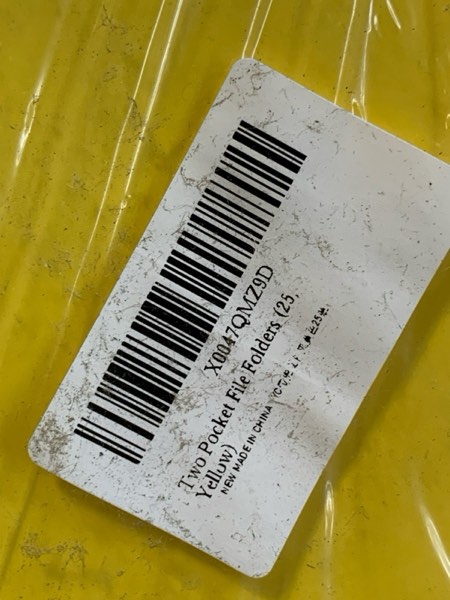 X0047QMZ9D
Two Pocket File Folders (25,
Yellow)
NEW MADE IN CHINA